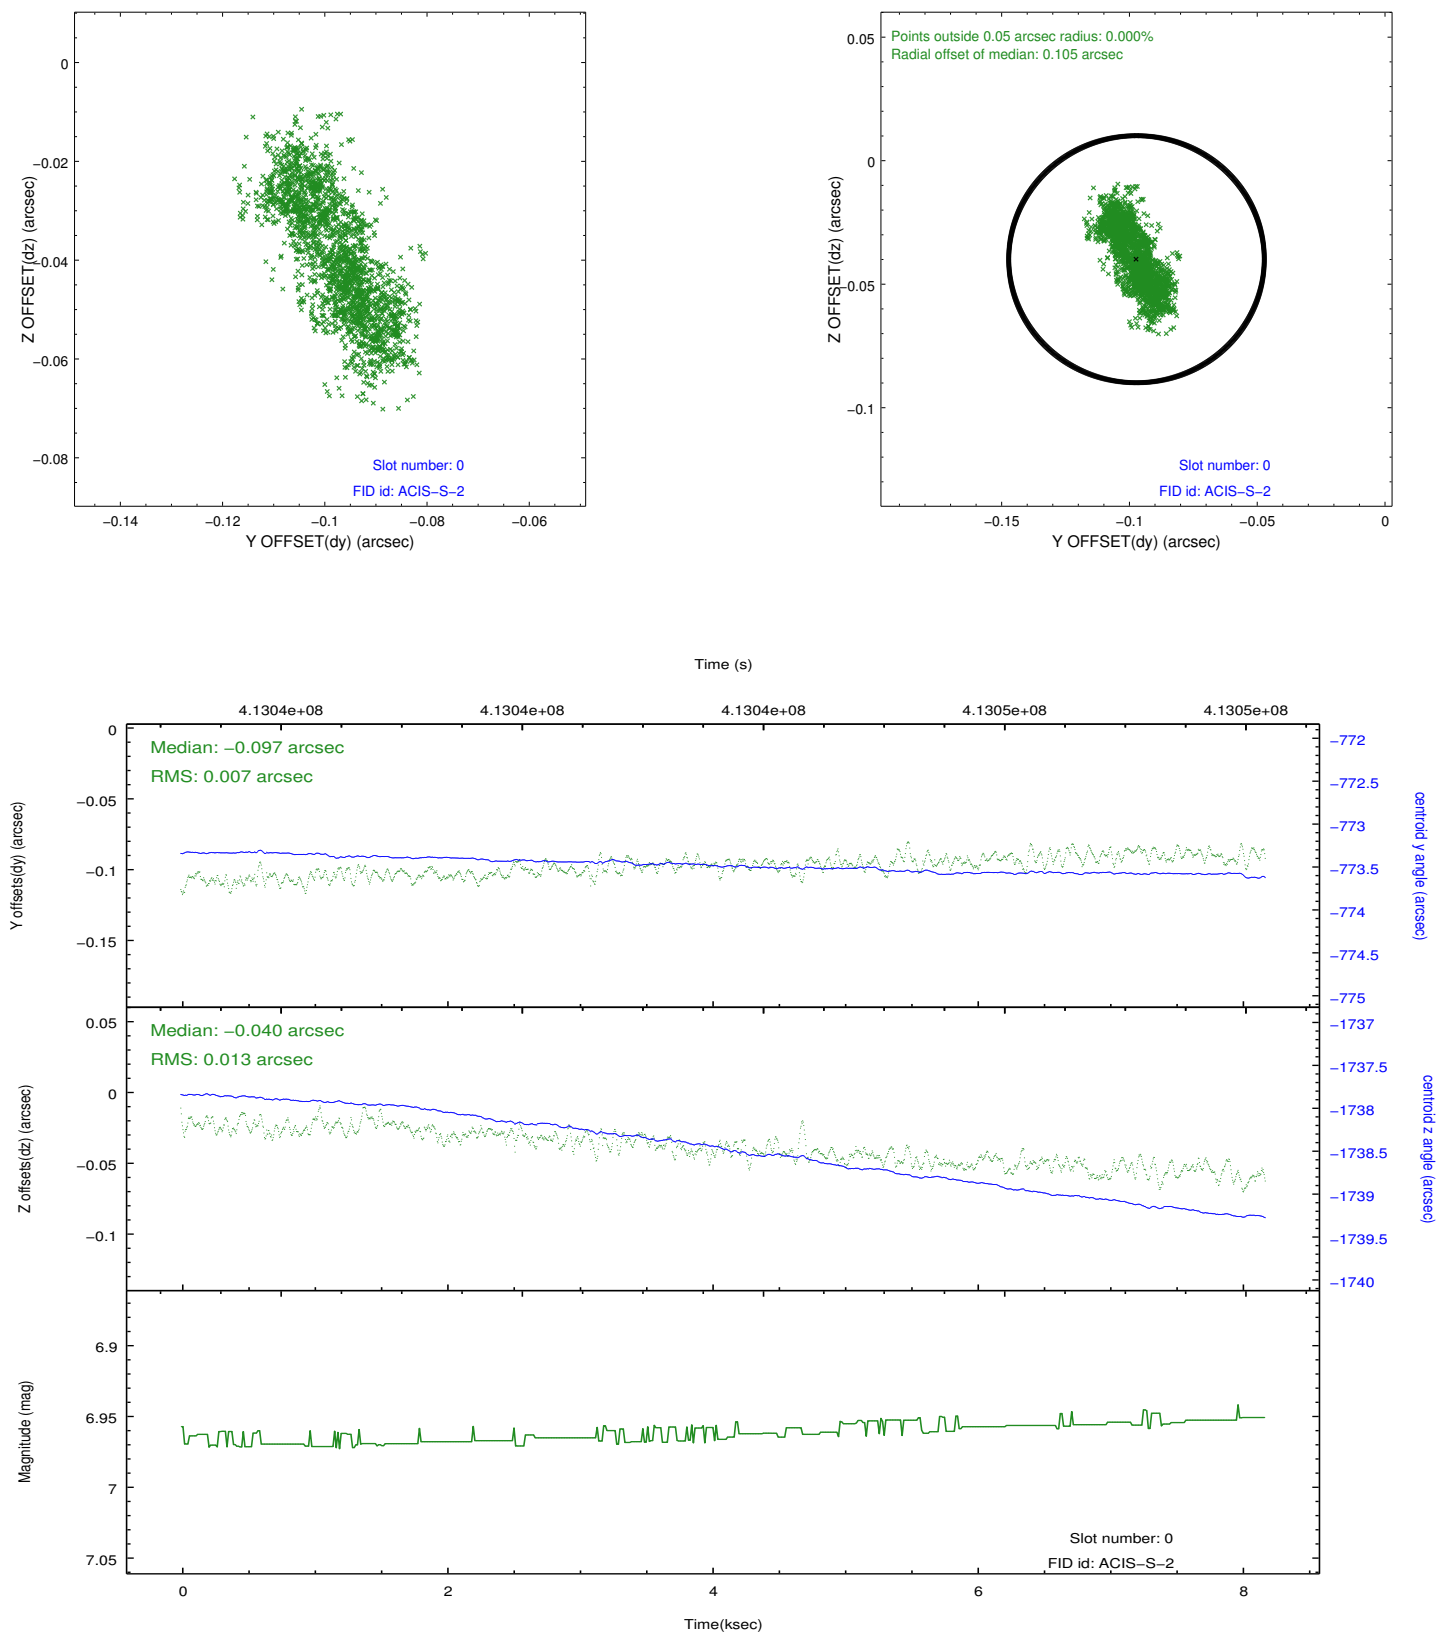 0
−0.02
−0.04
−0.06
−0.08
Z OFFSET(dz) (arcsec)
Slot number: 0
FID id: ACIS−S−2
−0.14
−0.12
−0.1
−0.08
−0.06
Y OFFSET(dy) (arcsec)
Points outside 0.05 arcsec radius: 0.000%
Radial offset of median: 0.105 arcsec
0.05
0
−0.05
−0.1
Z OFFSET(dz) (arcsec)
Slot number: 0
FID id: ACIS−S−2
−0.15
−0.1
−0.05
0
Y OFFSET(dy) (arcsec)
Time (s)
4.1304e+08
4.1304e+08
4.1304e+08
4.1305e+08
4.1305e+08
Median: −0.097 arcsec
RMS: 0.007 arcsec
0
−0.05
−0.1
−0.15
Y offsets(dy) (arcsec)
−772
−772.5
−773
−773.5
−774
−774.5
−775
centroid y angle (arcsec)
Median: −0.040 arcsec
RMS: 0.013 arcsec
0.05
0
−0.05
−0.1
Z offsets(dz) (arcsec)
−1737
−1737.5
−1738
−1738.5
−1739
−1739.5
−1740
centroid z angle (arcsec)
6.9
6.95
7
7.05
Magnitude (mag)
Slot number: 0
FID id: ACIS−S−2
0
2
4
6
8
Time(ksec)